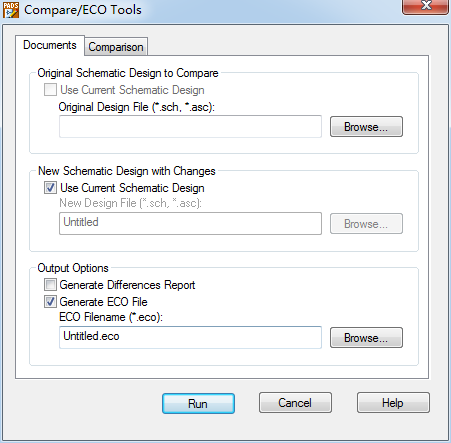 PADS
Compare/ECO Tools
Documents
Comparison
Original Schematic Design to Compare
Use Current Schematic Design
Original Design File (*.sch, *.asc):
Browse...
New Schematic Design with Changes
Use Current Schematic Design
New Design File (*.sch, *.asc):
Untitled
Browse...
Output Options
Generate Differences Report
Generate ECO File
ECO Filename (*.eco):
Untitled.eco
Browse...
Run
Cancel
Help